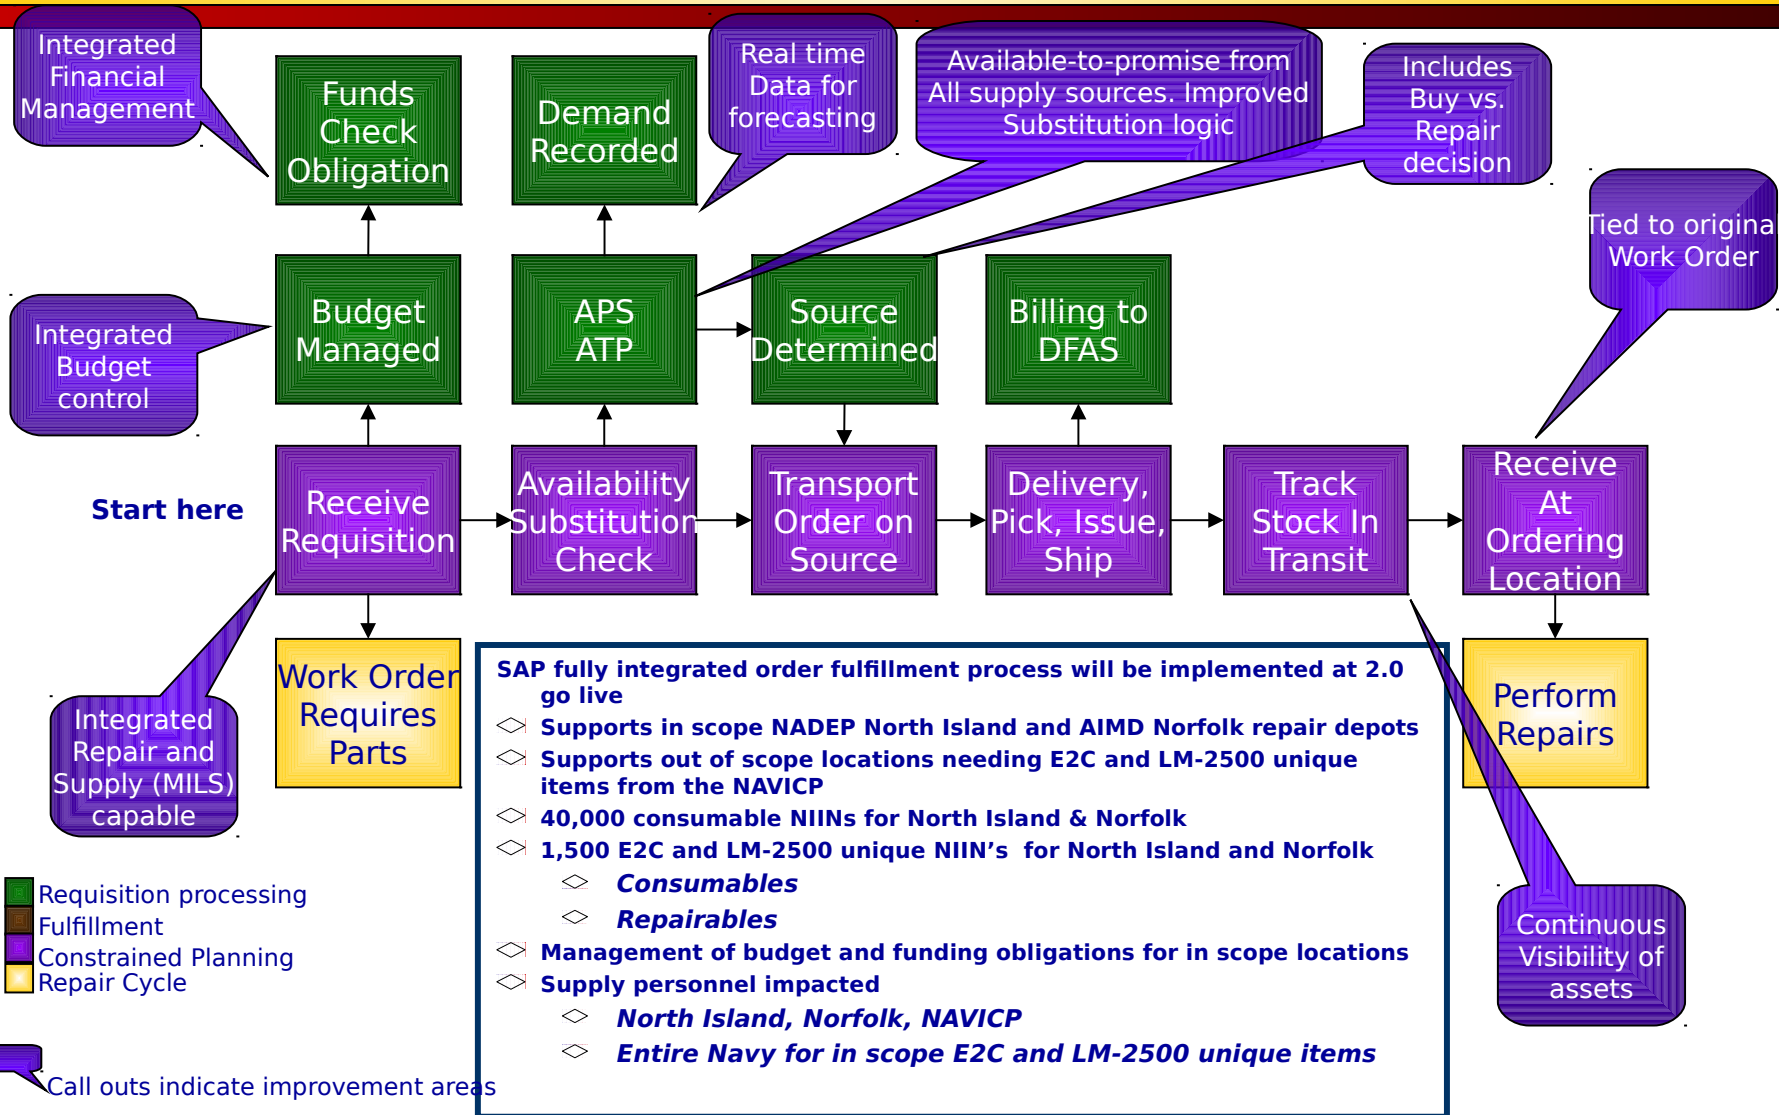 Integrated
Financial
Management
Funds
Check
Obligation
Demand
Recorded
Real time
Data for
forecasting
Available-to-promise from
All supply sources. Improved
Substitution logic
Includes
Buy vs.
Repair
decision
Tied to origina
Work Order
Integrated
Budget
control
Budget
Managed
APS
ATP
Source
Determined
Billing to
DFAS
Start here
Receive
Requisition
Availability
Substitution
Check
Transport
Order on
Source
Delivery,
Pick, Issue,
Ship
Track
Stock In
Transit
Receive
At
Ordering
Location
Integrated
Repair and
Supply (MILS)
capable
Work Order
Requires
Parts
SAP fully integrated order fulfillment process will be implemented at 2.0
go live
Supports in scope NADEP North Island and AIMD Norfolk repair depots
Supports out of scope locations needing E2C and LM-2500 unique
items from the NAVICP
40,000 consumable NIINs for North Island & Norfolk
1,500 E2C and LM-2500 unique NIIN’s  for North Island and Norfolk
Consumables
Repairables
Management of budget and funding obligations for in scope locations
Supply personnel impacted
North Island, Norfolk, NAVICP
Entire Navy for in scope E2C and LM-2500 unique items
Perform
Repairs
Continuous
Visibility of
assets
Requisition processing
Fulfillment
Constrained Planning
Repair Cycle
Call outs indicate improvement areas